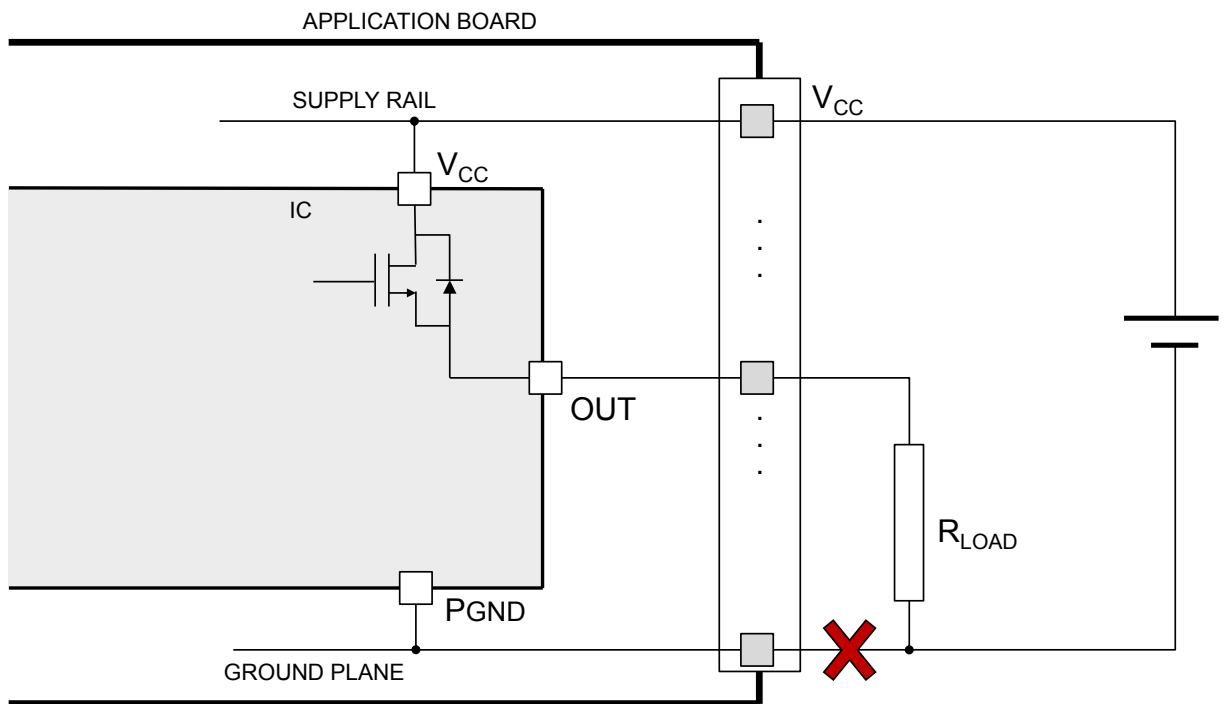 APPLICATION BOARD
SUPPLY RAIL
VCC
VCC
IC
OUT
RLOAD
PGND
GROUND PLANE